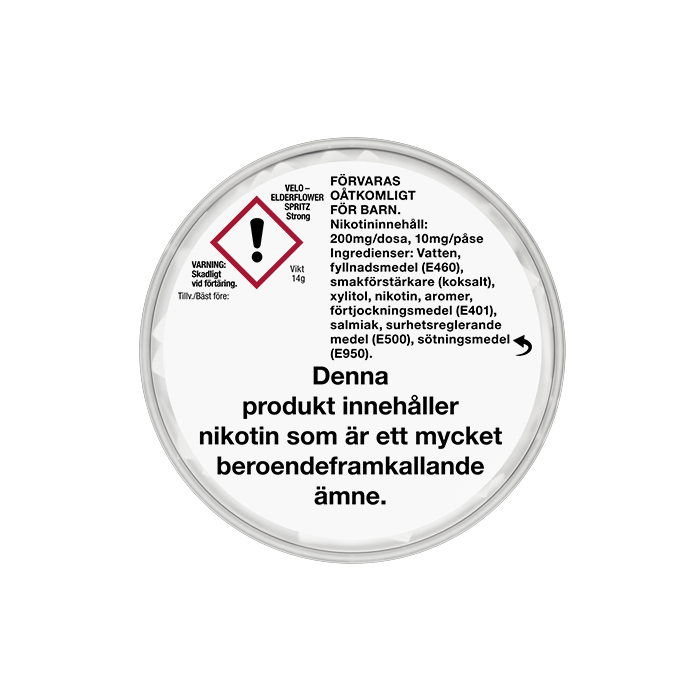 VELO –
ELDERFLOWER
SPRITZ
Strong
VARNING:
Skadligt
vid förtäring.
Vikt
14g
Tillv./Bäst före:
FÖRVARAS
OÅTKOMLIGT
FÖR BARN.
Nikotininnehåll:
200mg/dosa, 10mg/påse
Ingredienser: Vatten,
fyllnadsmedel (E460),
smakförstärkare (koksalt),
xylitol, nikotin, aromer,
förtjockningsmedel (E401),
salmiak, surhetsreglerande
medel (E500), sötningsmedel
(E950).
Denna
produkt innehåller
nikotin som är ett mycket
beroendeframkallande
ämne.